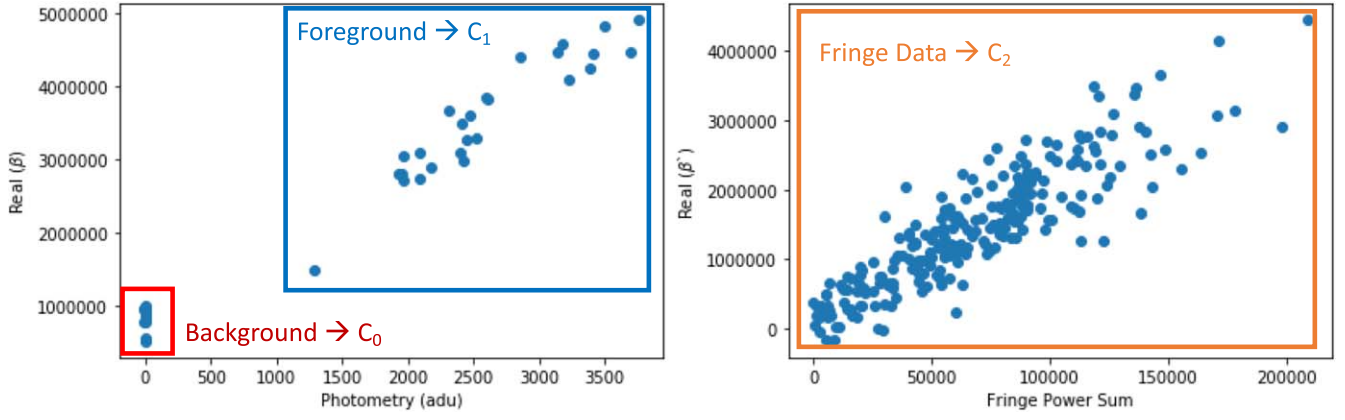 Foreground → C₁
5000000
4000000
3000000
2000000
1000000
Real (β)
Background → C₀
0 500 1000 1500 2000 2500 3000 3500
Photometry (adu)
Fringe Data → C₂
4000000
3000000
2000000
1000000
0
Real (β`)
0 50000 100000 150000 200000
Fringe Power Sum